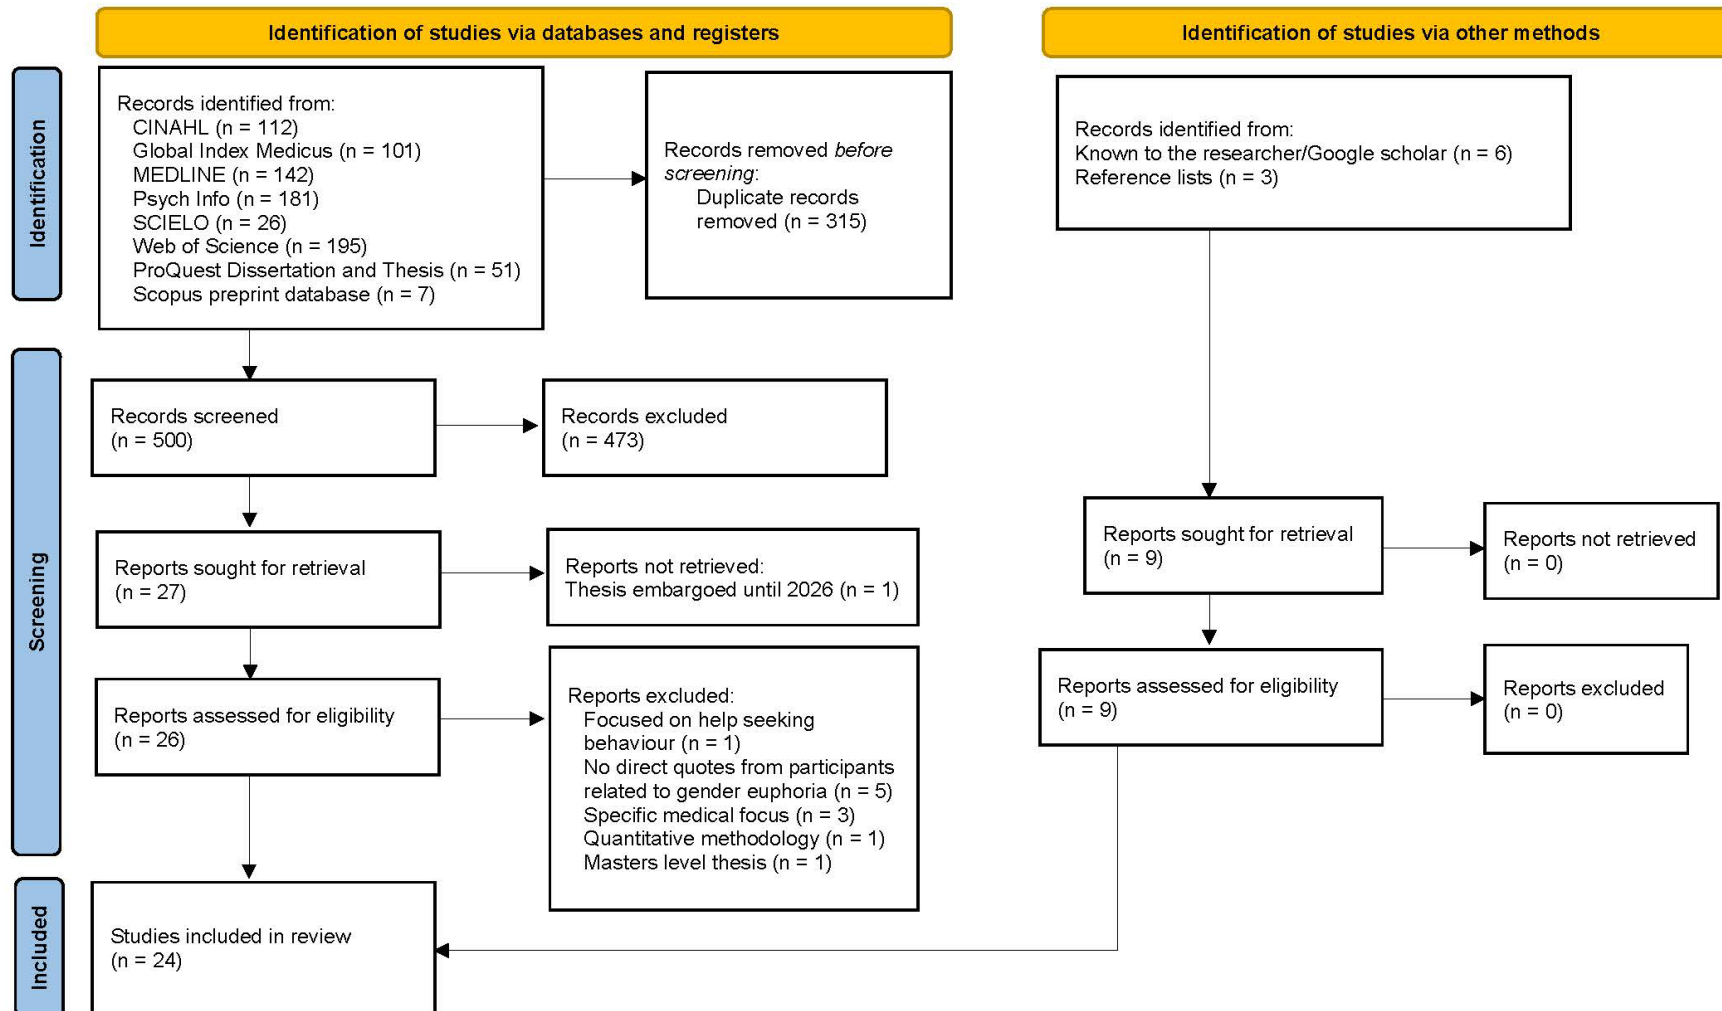 Identification of studies via databases and registers
Identification of studies via other methods
Identification
Records identified from:
CINAHL (n = 112)
Global Index Medicus (n = 101)
MEDLINE (n = 142)
Psych Info (n = 181)
SCIELO (n = 26)
Web of Science (n = 195)
ProQuest Dissertation and Thesis (n = 51)
Scopus preprint database (n = 7)
Records removed before
screening:
Duplicate records
removed (n = 315)
Records identified from:
Known to the researcher/Google scholar (n = 6)
Reference lists (n = 3)
Screening
Records screened
(n = 500)
Records excluded
(n = 473)
Reports sought for retrieval
(n = 27)
Reports not retrieved:
Thesis embargoed until 2026 (n = 1)
Reports sought for retrieval
(n = 9)
Reports not retrieved
(n = 0)
Reports assessed for eligibility
(n = 26)
Reports excluded:
Focused on help seeking
behaviour (n = 1)
No direct quotes from participants
related to gender euphoria (n = 5)
Specific medical focus (n = 3)
Quantitative methodology (n = 1)
Masters level thesis (n = 1)
Reports assessed for eligibility
(n = 9)
Reports excluded
(n = 0)
Included
Studies included in review
(n = 24)